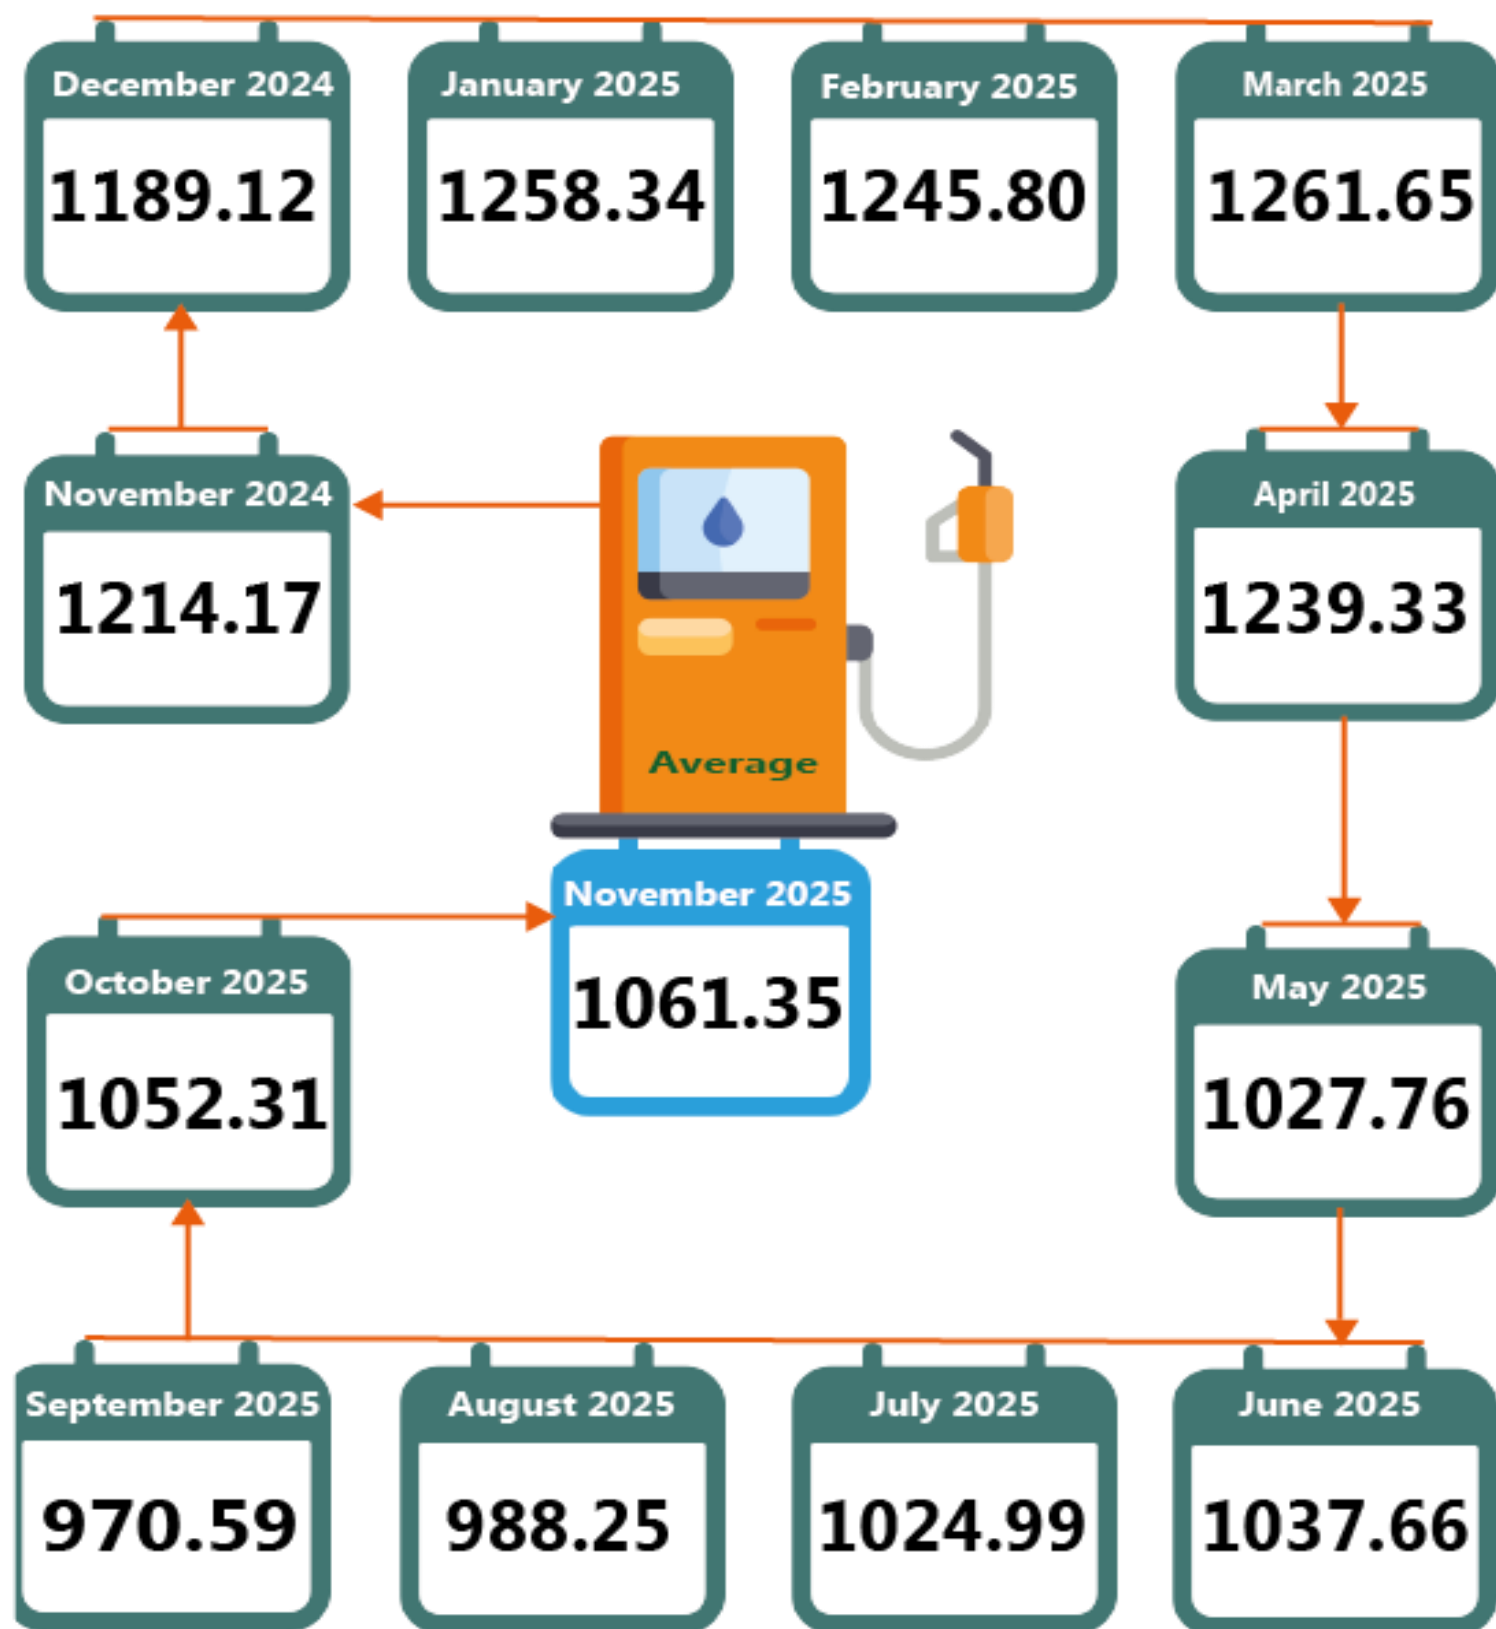 December 2024
1189.12
January 2025
1258.34
February 2025
1245.80
March 2025
1261.65
November 2024
1214.17
April 2025
1239.33
Average
November 2025
1061.35
October 2025
1052.31
May 2025
1027.76
September 2025
970.59
August 2025
988.25
July 2025
1024.99
June 2025
1037.66